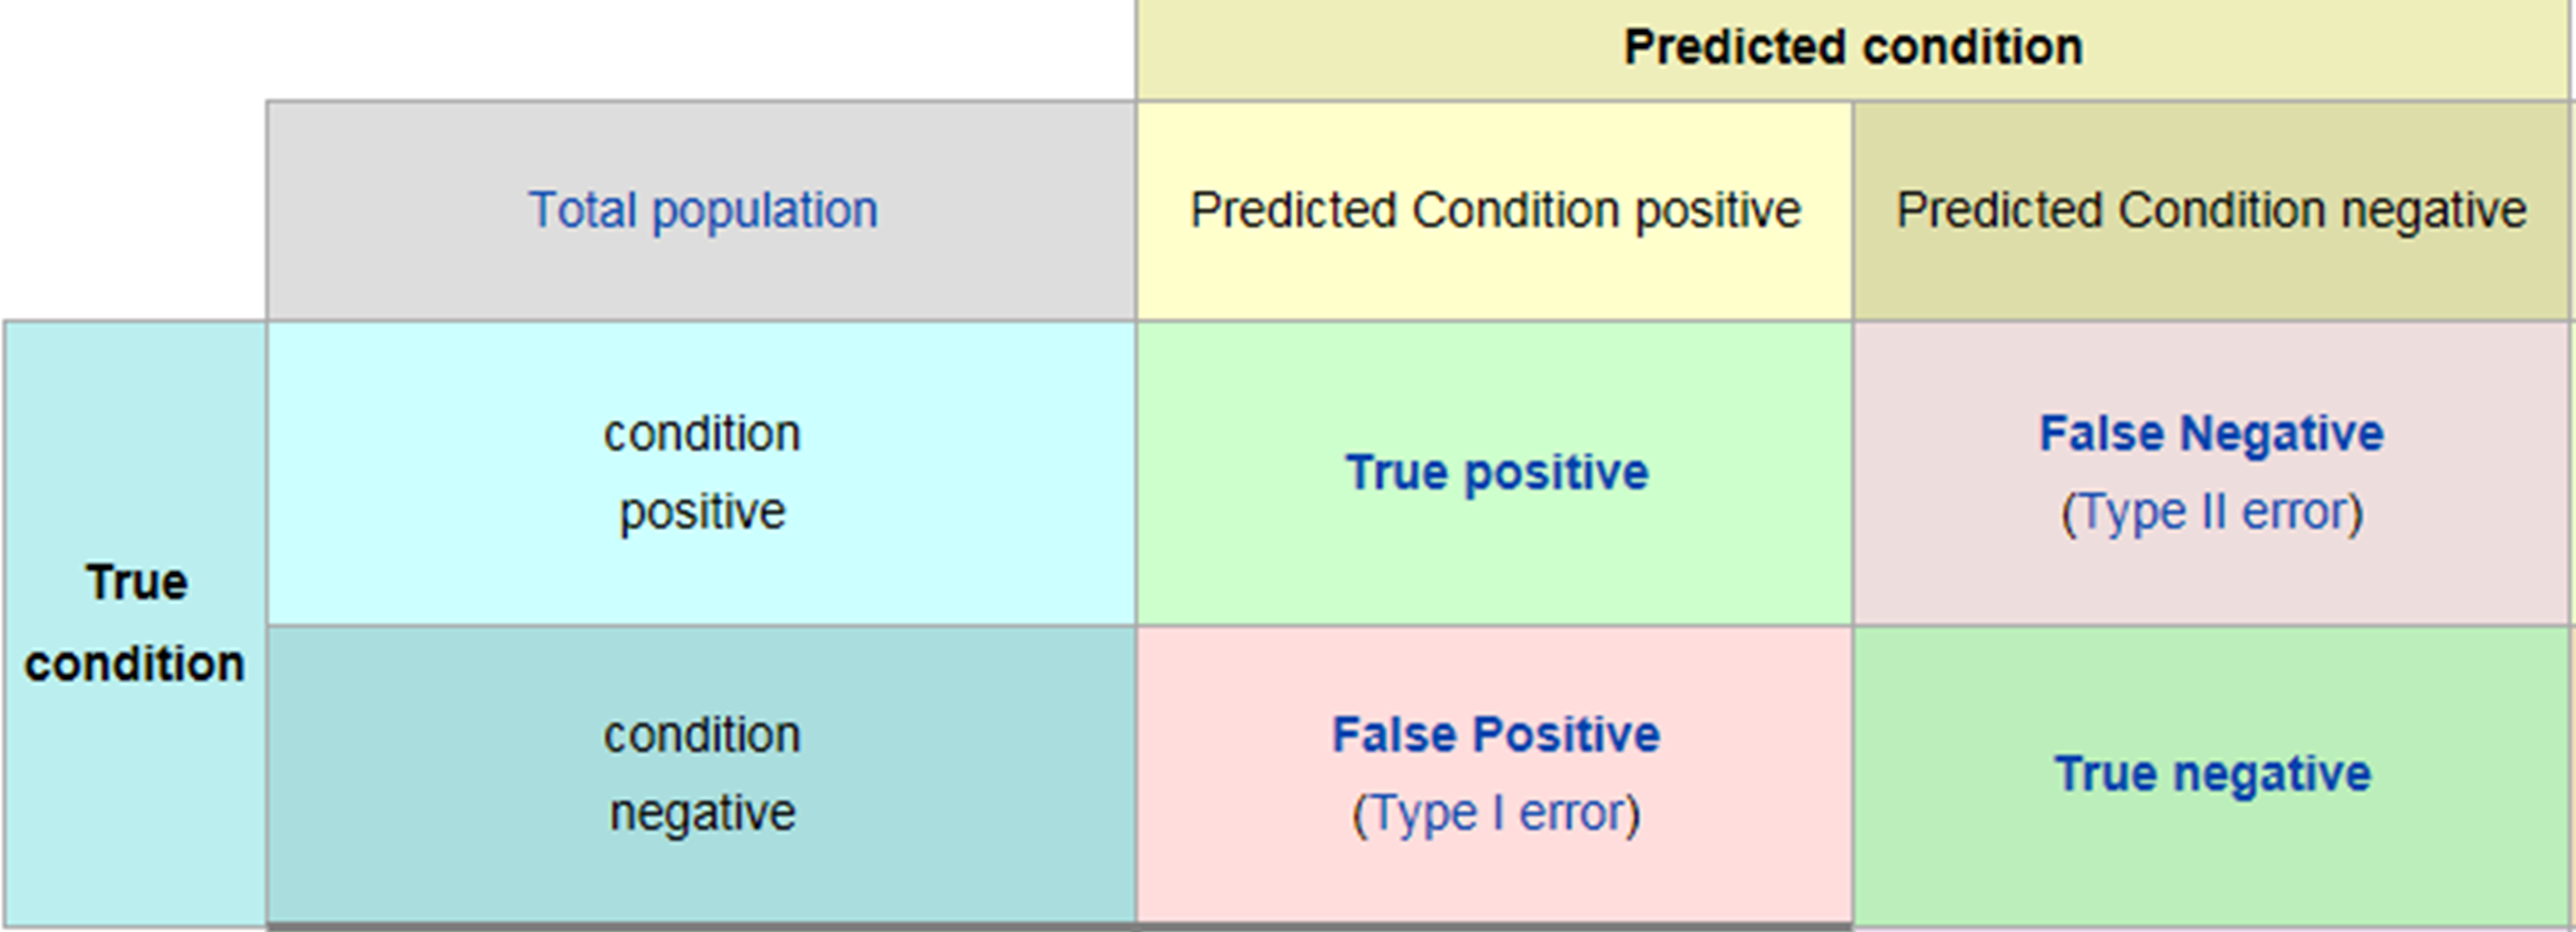 Predicted condition
Total population
Predicted Condition positive
Predicted Condition negative
True
condition
condition
positive
True positive
False Negative
(Type II error)
condition
negative
False Positive
(Type I error)
True negative